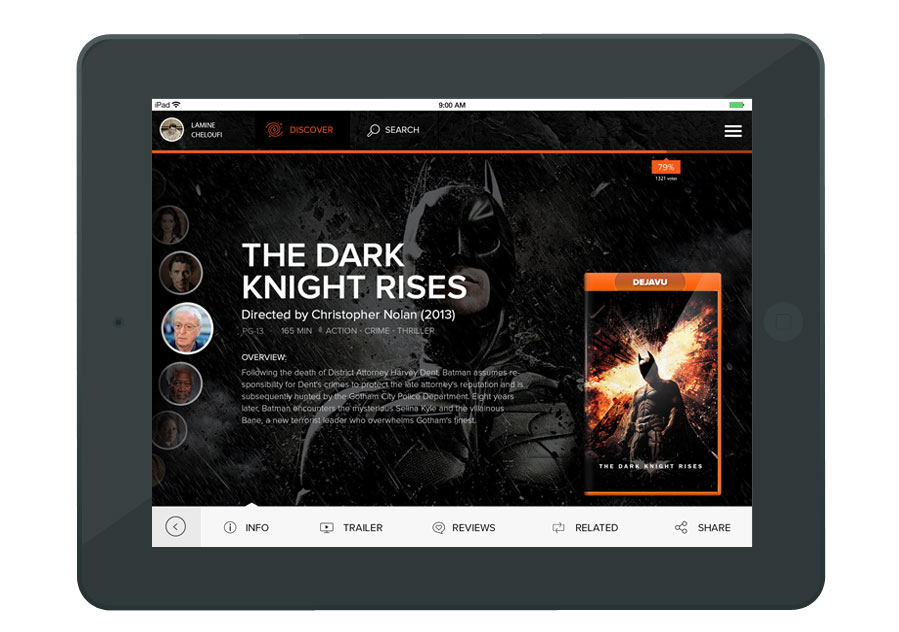 iPad
9:00 AM
LAMINE
CHELOUFI
DISCOVER
SEARCH
79%
1321 votes
THE DARK
KNIGHT RISES
Directed by Christopher Nolan (2013)
PG-13
165 MIN
ACTION - CRIME - THRILLER
OVERVIEW:
Following the death of District Attorney Harvey Dent, Batman assumes re-
sponsibility for Dent's crimes to protect the late attorney's reputation and is
subsequently hunted by the Gotham City Police Department. Eight years
later, Batman encounters the mysterious Selina Kyle and the villainous
Bane, a new terrorist leader who overwhelms Gotham's finest.
DEJAVU
THE DARK KNIGHT RISES
INFO
TRAILER
REVIEWS
RELATED
SHARE